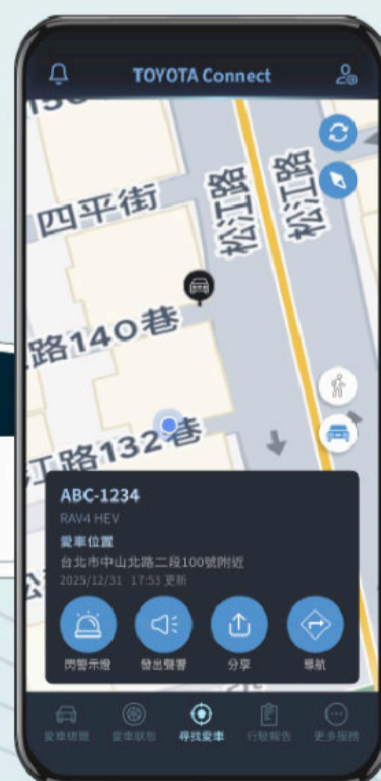 TOYOTA Connect
四平街
松江路
松江路
路140巷
江路132巷
ABC-1234
RAV4 HEV
愛車位置
台北市中山北路二段100號附近
2025/12/31 17:53 更新
閃警示燈
發出聲響
分享
導航
愛車總覽
愛車狀態
尋找愛車
行駛報告
更多服務